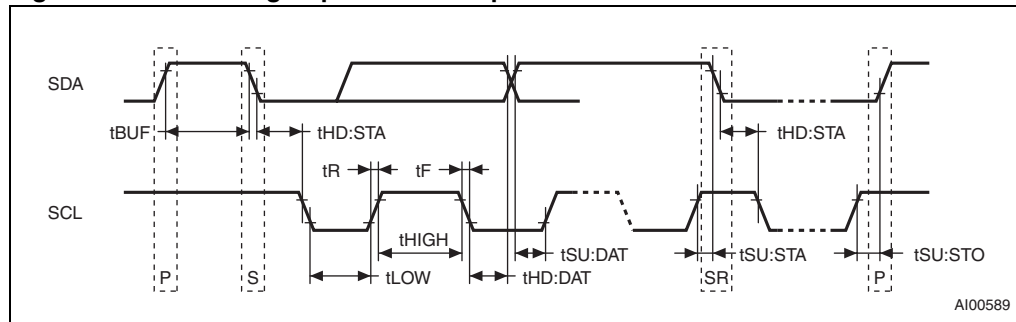 SDA
tBUF
tHD:STA
tHD:STA
tR
tF
SCL
tHIGH
tSU:DAT
tSU:STA
tSU:STO
P
S
tLOW
tHD:DAT
SR
P
AI00589